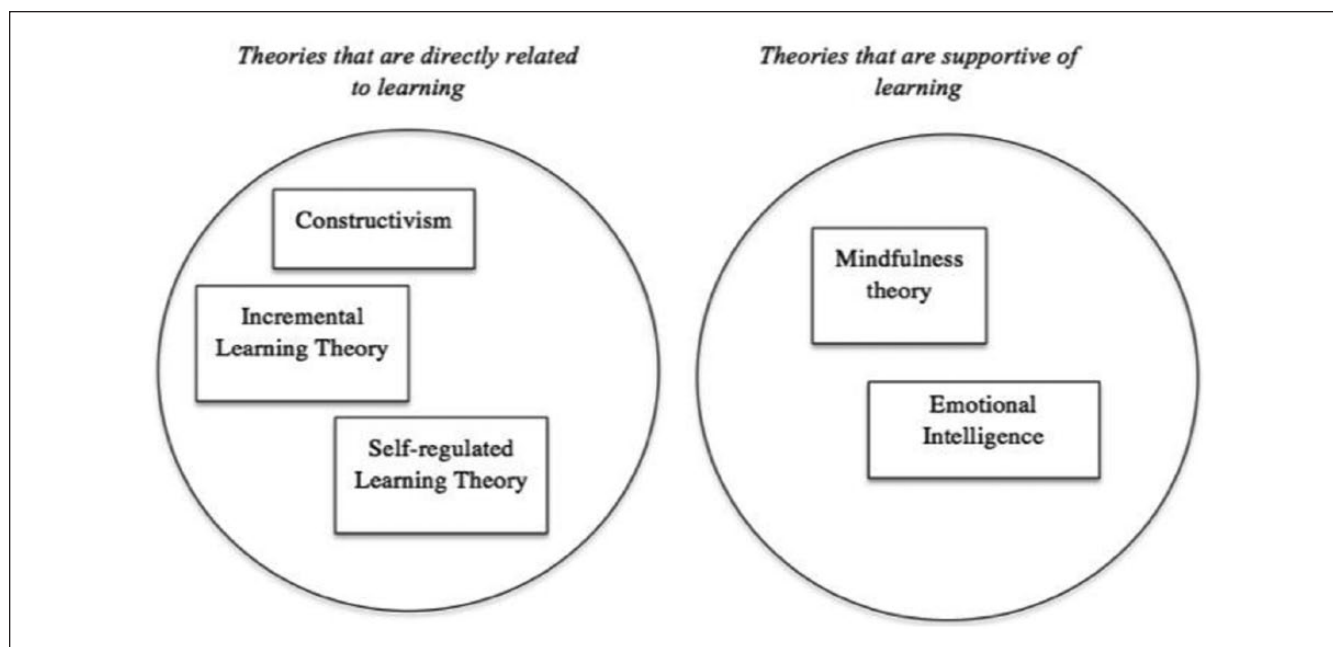 Theories that are directly related
to learning
Constructivism
Incremental
Learning Theory
Self-regulated
Learning Theory
Theories that are supportive of
learning
Mindfulness
theory
Emotional
Intelligence